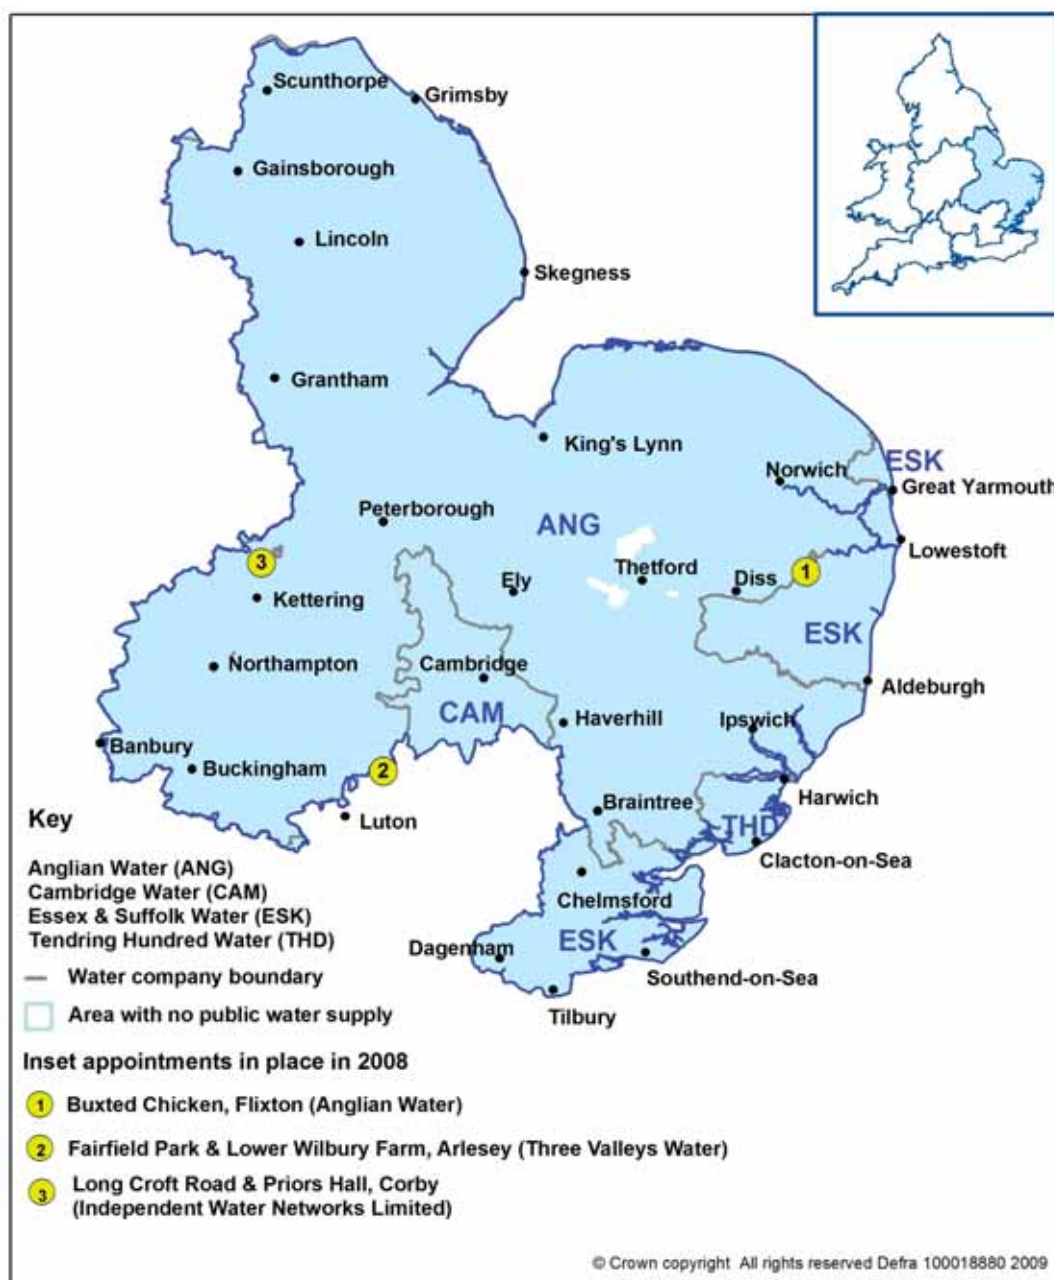 Scunthorpe
Grimsby
Gainsborough
Lincoln
Skegness
Grantham
King's Lynn
Norwich
ESK
Great Yarmouth
Peterborough
ANG
Lowestoft
3
Thetford
Diss
1
Ely
Kettering
ESK
Northampton
Cambridge
Aldeburgh
CAM
Haverhill
Ipswich
Banbury
Buckingham
2
Harwich
Braintree
Luton
THD
Clacton-on-Sea
Chelmsford
Dagenham
ESK
Southend-on-Sea
Tilbury
Key
Anglian Water (ANG)
Cambridge Water (CAM)
Essex & Suffolk Water (ESK)
Tendring Hundred Water (THD)
Water company boundary
Area with no public water supply
Inset appointments in place in 2008
1 Buxted Chicken, Flixton (Anglian Water)
2 Fairfield Park & Lower Wilbury Farm, Arlesey (Three Valleys Water)
3 Long Croft Road & Priors Hall, Corby
(Independent Water Networks Limited)
© Crown copyright All rights reserved Defra 100018880 2009